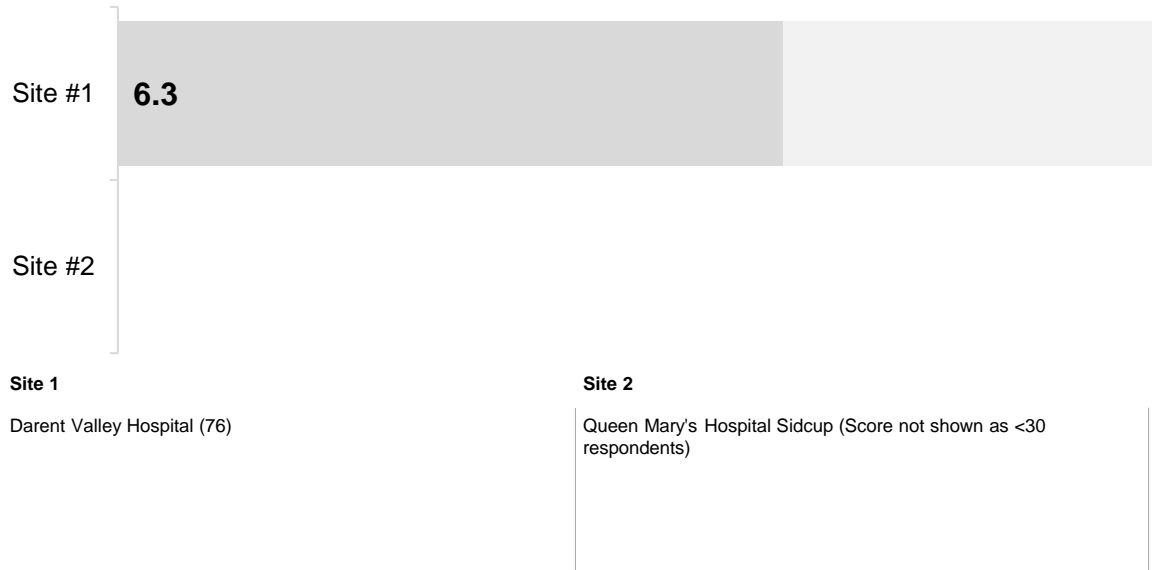 Site #1
6.3
Site #2
Site 1
Site 2
Darent Valley Hospital (76)
Queen Mary's Hospital Sidcup (Score not shown as <30
respondents)